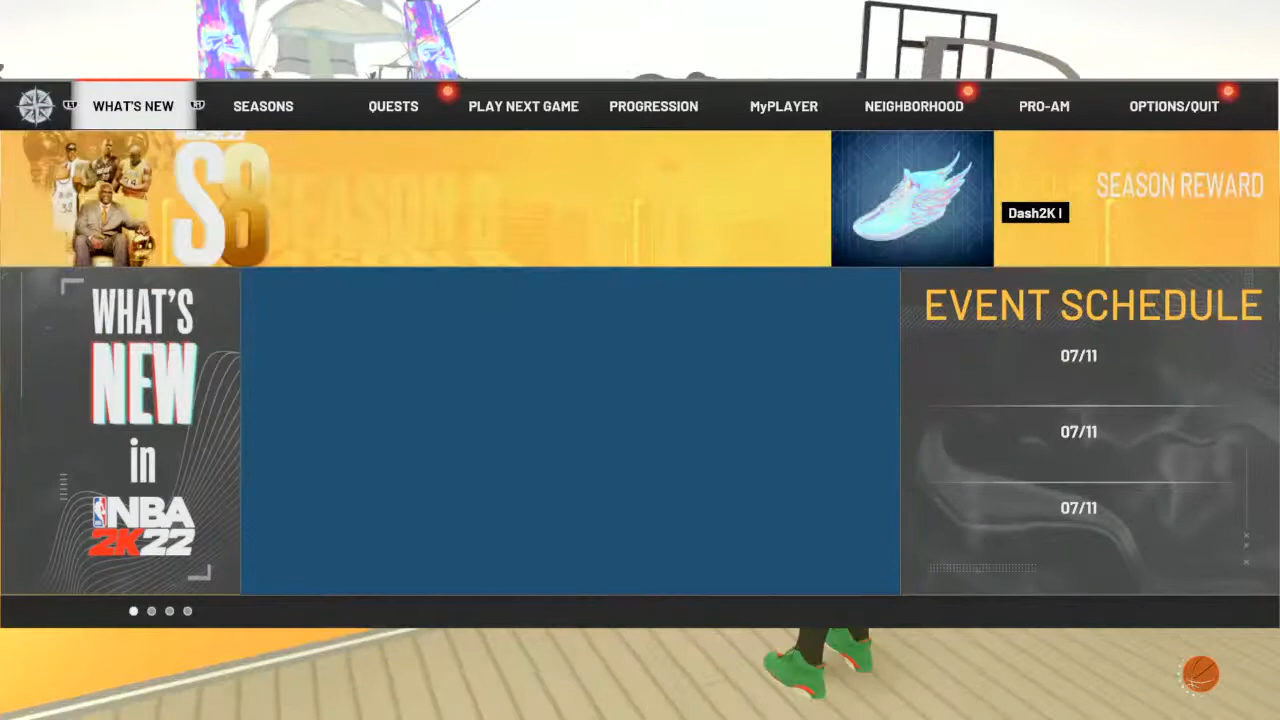 WHAT'S NEW
SEASONS
QUESTS
PLAY NEXT GAME
PROGRESSION
MyPLAYER
NEIGHBORHOOD
PRO-AM
OPTIONS/QUIT
S8
SEASON REWARD
Dash2K I
WHAT'S
NEW
in
NBA
2K22
EVENT SCHEDULE
07/11
07/11
07/11